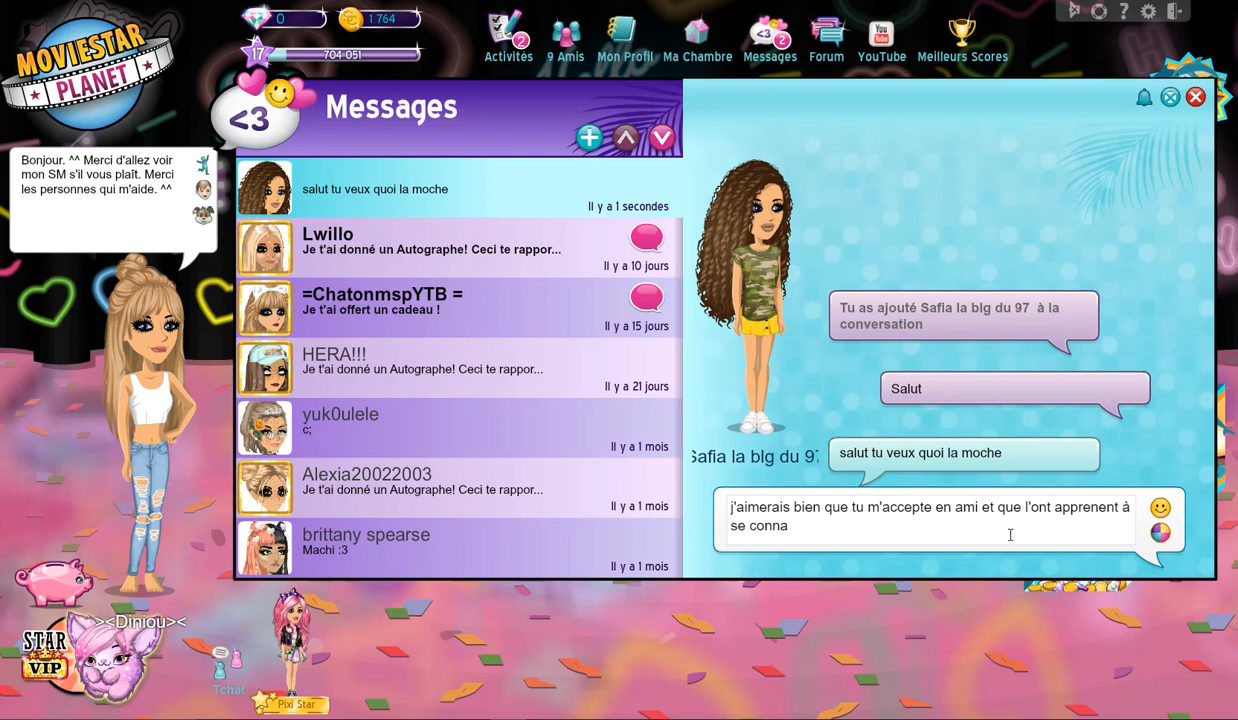 MOVIESTAR
PLANET
0
1 764
17
704 051
2
2
<3
You
Tube
Activités
9 Amis
Mon Profil
Ma Chambre
Messages
Forum
YouTube
Meilleurs Scores
Bonjour. ^^ Merci d'allez voir
mon SM s'il vous plaît. Merci
les personnes qui m'aide. ^^
<3
Messages
salut tu veux quoi la moche
Il y a 1 secondes
Lwillo
Je t'ai donné un Autographe! Ceci te rappor...
Il y a 10 jours
=ChatonmspYTB =
Je t'ai offert un cadeau !
Il y a 15 jours
HERA!!!
Je t'ai donné un Autographe! Ceci te rappor...
Il y a 21 jours
yuk0ulele
c;
Il y a 1 mois
Alexia20022003
Je t'ai donné un Autographe! Ceci te rappor...
Il y a 1 mois
brittany spearse
Machi :3
Il y a 1 mois
Tu as ajouté Safia la blg du 97 à la
conversation
Salut
Safia la blg du 97
salut tu veux quoi la moche
j'aimerais bien que tu m'accepte en ami et que l'ont apprenent à
se conna
><Diniou><
STAR
VIP
Tchat
Pixi Star